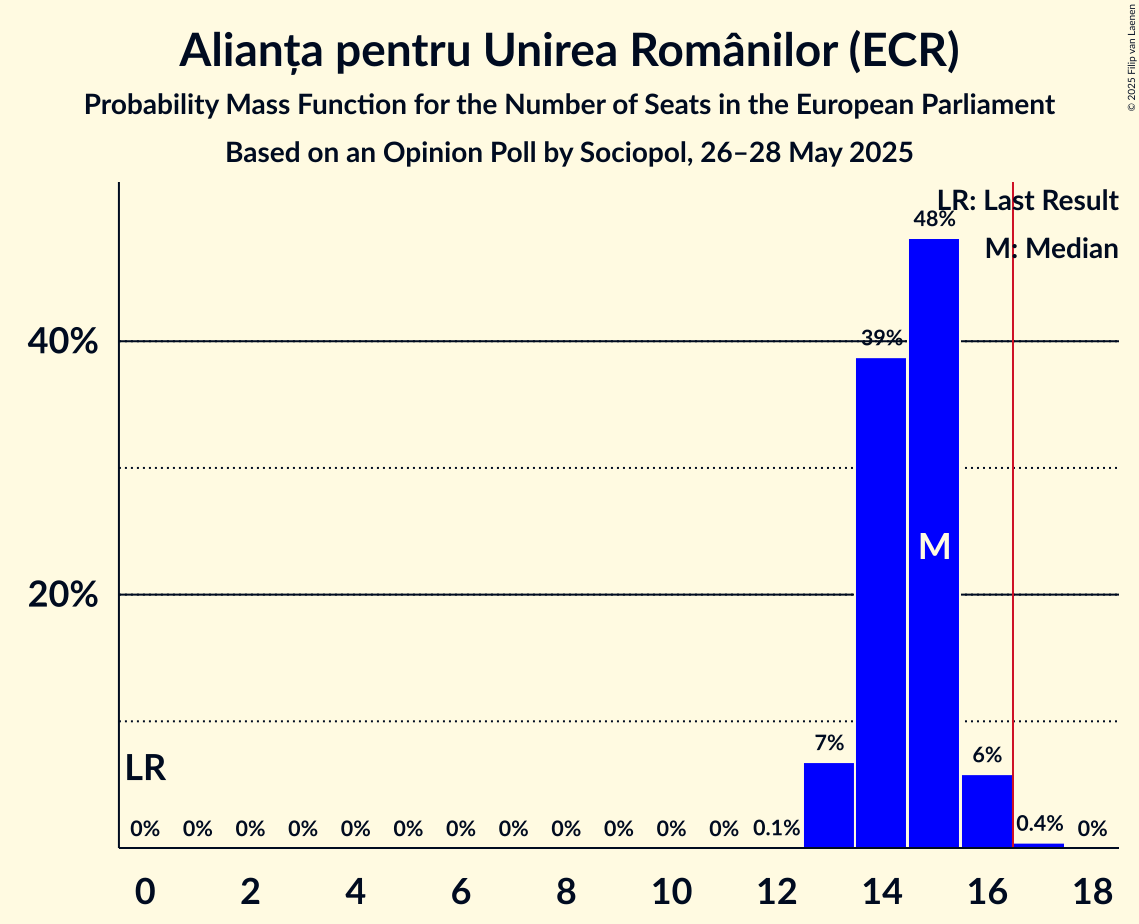 Alianța pentru Unirea Românilor (ECR)
Probability Mass Function for the Number of Seats in the European Parliament
Based on an Opinion Poll by Sociopol, 26–28 May 2025
© 2025 Filip van Laenen
LR: Last Result
M: Median
40%
20%
LR
M
0% 0% 0% 0% 0% 0% 0% 0% 0% 0% 0% 0% 0.1% 7% 39% 48% 6% 0.4% 0%
0 2 4 6 8 10 12 14 16 18